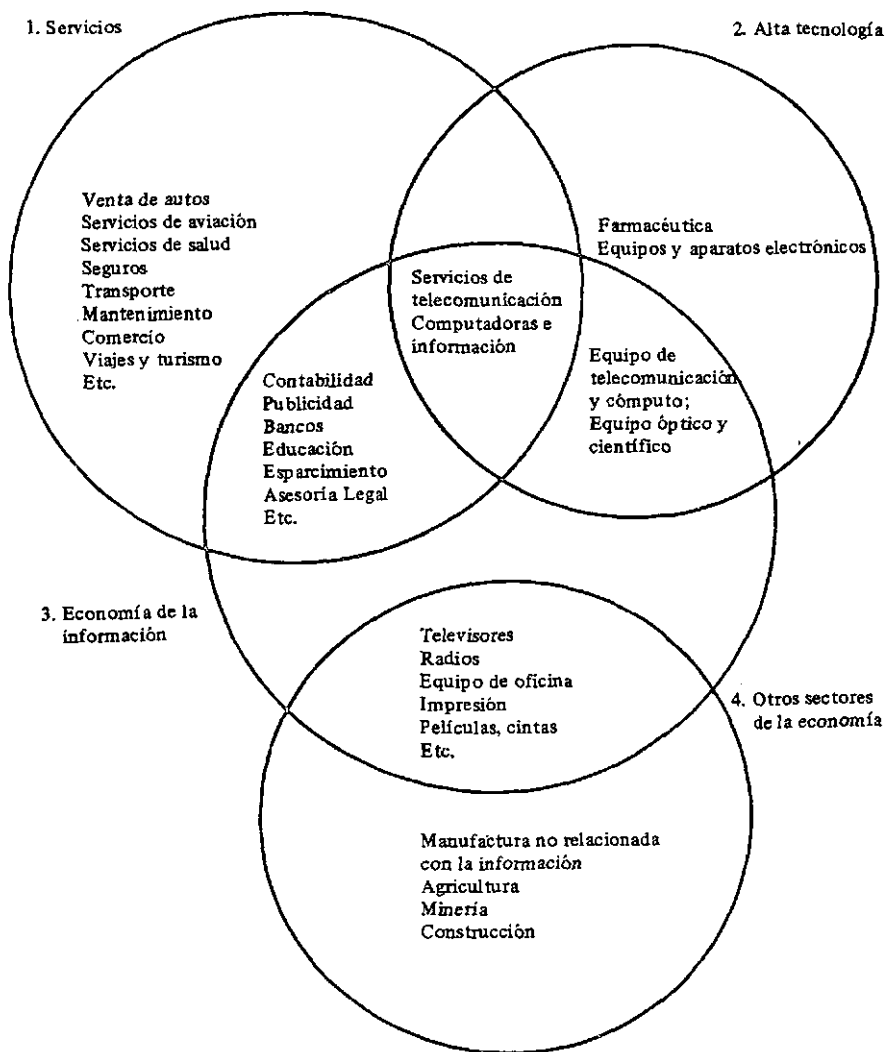 1. Servicios
2. Alta tecnología
Venta de autos
Servicios de aviación
Servicios de salud
Seguros
Transporte
Mantenimiento
Comercio
Viajes y turismo
Etc.
Farmacéutica
Equipos y aparatos electrónicos
Servicios de
telecomunicación
Computadoras e
información
Equipo de
telecomunicación
y cómputo;
Equipo óptico y
científico
Contabilidad
Publicidad
Bancos
Educación
Esparcimiento
Asesoría Legal
Etc.
3. Economía de la
información
Televisores
Radios
Equipo de oficina
Impresión
Películas, cintas
Etc.
4. Otros sectores
de la economía
Manufactura no relacionada
con la información
Agricultura
Minería
Construcción